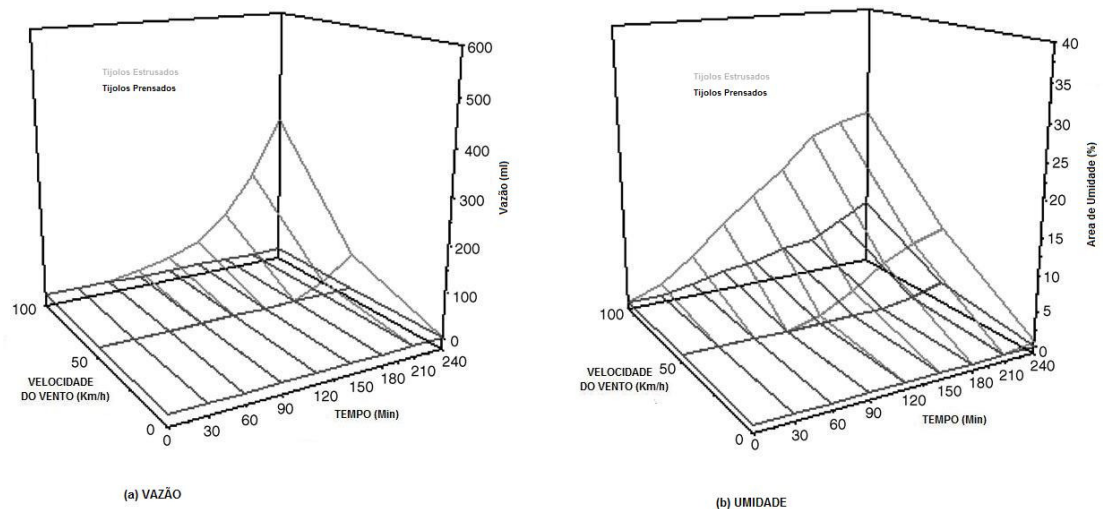 Tijolos Estrusados
Tijolos Prensados
600
500
400
300
200
100
0
Vazão (ml)
100
50
0
VELOCIDADE
DO VENTO (Km/h)
0
30
60
90
120
150
180
210
240
TEMPO (Min)
(a) VAZÃO
Tijolos Estrusados
Tijolos Prensados
40
35
30
25
20
15
10
5
0
Area de Umidade (%)
100
50
0
VELOCIDADE
DO VENTO (Km/h)
0
30
60
90
120
150
180
210
240
TEMPO (Min)
(b) UMIDADE